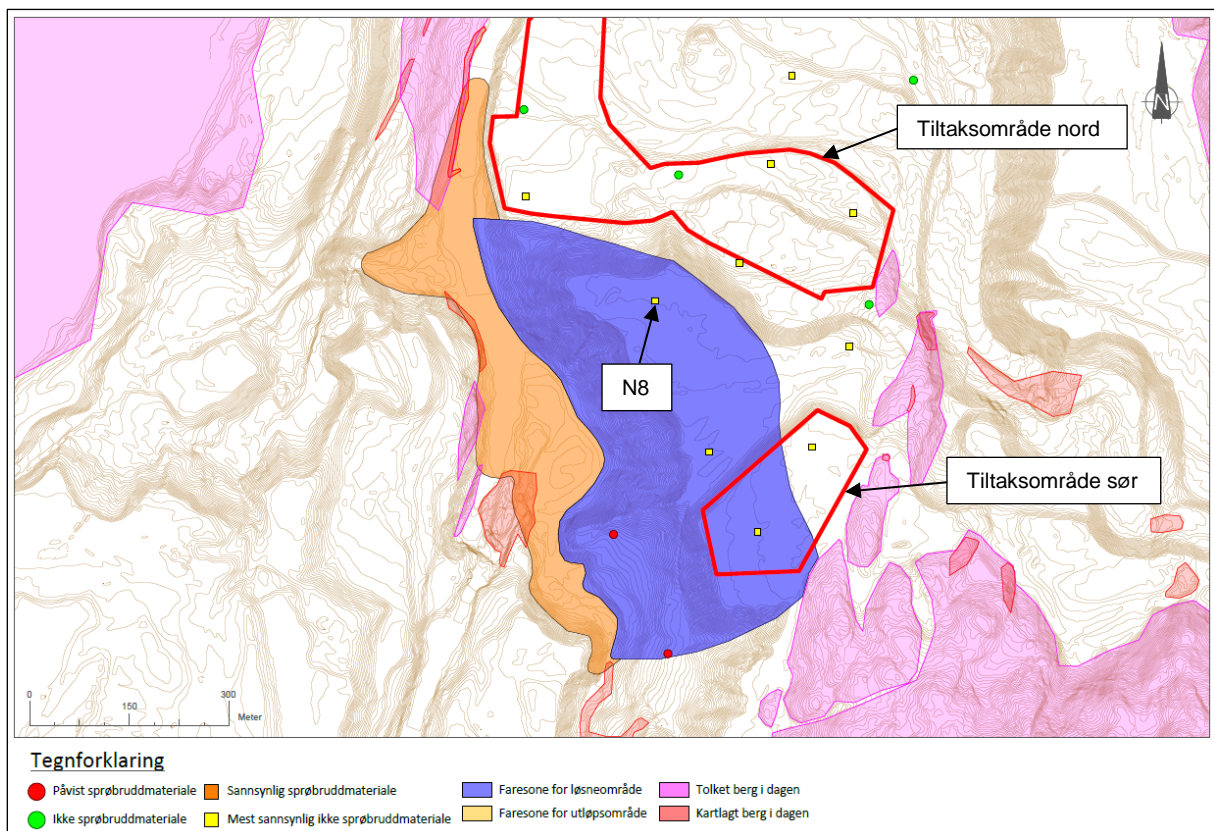 N
Tiltaksområde nord
N8
Tiltaksområde sør
0 150 300
Meter
Tegnforklaring
Påvist sprøbruddmateriale Sannsynlig sprøbruddmateriale Faresone for løsneområde Tolket berg i dagen
Ikke sprøbruddmateriale Mest sannsynlig ikke sprøbruddmateriale Faresone for utløpsområde Kartlagt berg i dagen